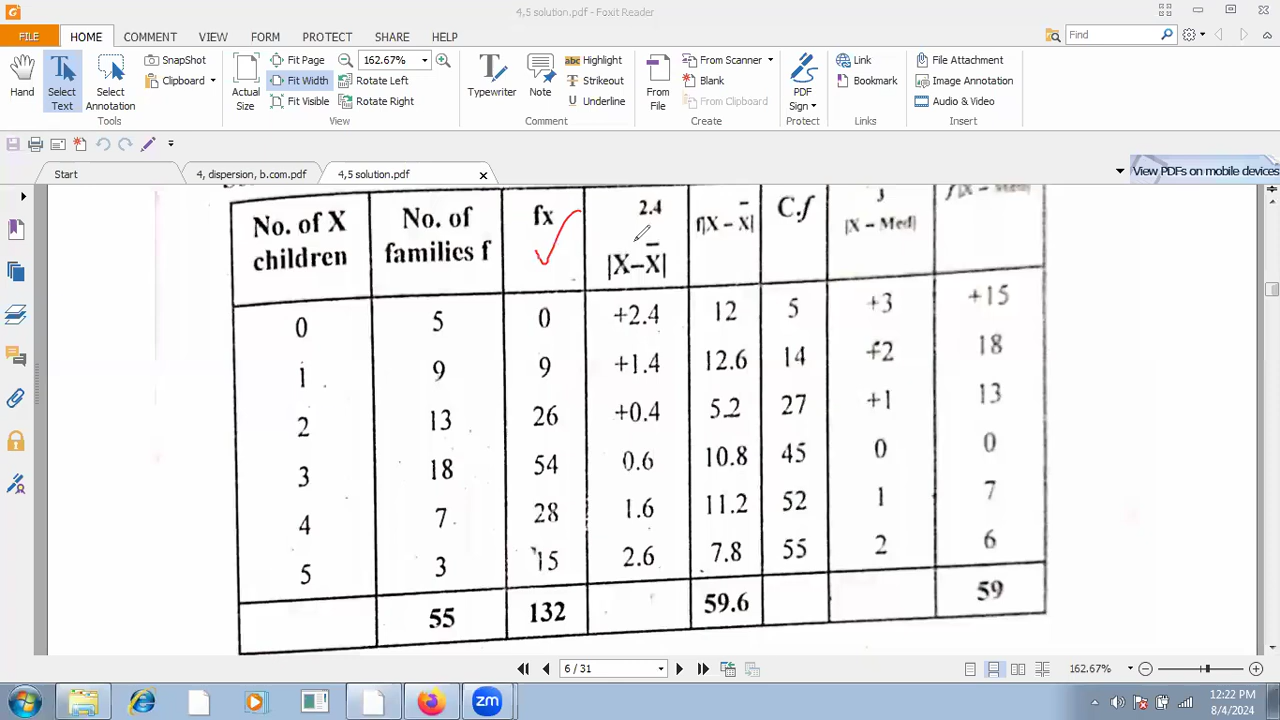 4,5 solution.pdf - Foxit Reader
FILE HOME COMMENT VIEW FORM PROTECT SHARE HELP
Find
Hand
Select Text
Select Annotation
SnapShot
Clipboard
Tools
Actual Size
Fit Page
Fit Width
Fit Visible
162.67%
Rotate Left
Rotate Right
View
Typewriter
Note
Highlight
Strikeout
Underline
Comment
From File
From Scanner
Blank
From Clipboard
Create
PDF Sign
Protect
Link
Bookmark
Links
File Attachment
Image Annotation
Audio & Video
Insert
Start 4, dispersion, b.com.pdf 4,5 solution.pdf
View PDFs on mobile devices
No. of X children No. of families f fx 2.4 |X–X̅| f|X – X̅| C.f 3 |X – Med| f|X – Med|
0 5 0 +2.4 12 5 +3 +15
1 9 9 +1.4 12.6 14 +2 18
2 13 26 +0.4 5.2 27 +1 13
3 18 54 0.6 10.8 45 0 0
4 7 28 1.6 11.2 52 1 7
5 3 15 2.6 7.8 55 2 6
55 132 59.6 59
6 / 31
162.67%
zm
12:22 PM
8/4/2024